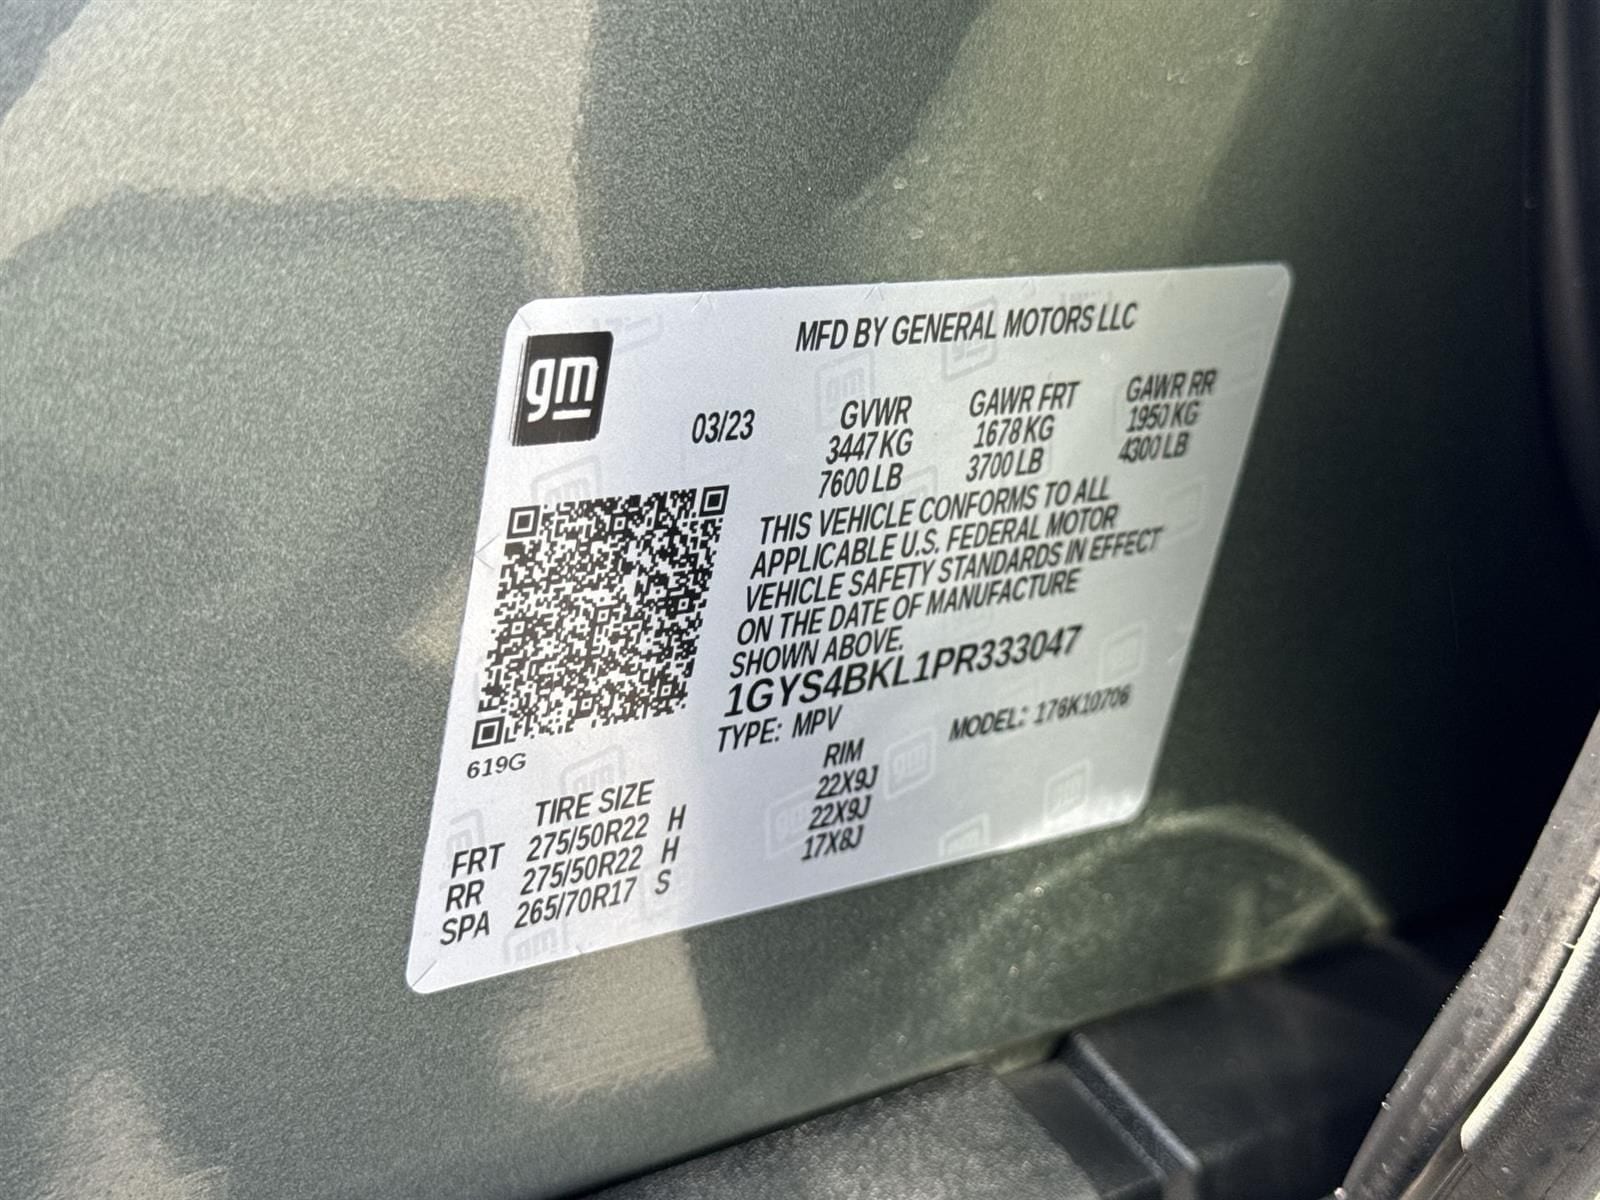 gm
MFD BY GENERAL MOTORS LLC
03/23 GVWR GAWR FRT GAWR RR
3447 KG 1678 KG 1950 KG
7600 LB 3700 LB 4300 LB
THIS VEHICLE CONFORMS TO ALL
APPLICABLE U.S. FEDERAL MOTOR
VEHICLE SAFETY STANDARDS IN EFFECT
ON THE DATE OF MANUFACTURE
SHOWN ABOVE.
1GYS4BKL1PR333047
TYPE: MPV MODEL: 176K10706
619G
TIRE SIZE RIM
FRT 275/50R22 H 22X9J
RR 275/50R22 H 22X9J
SPA 265/70R17 S 17X8J